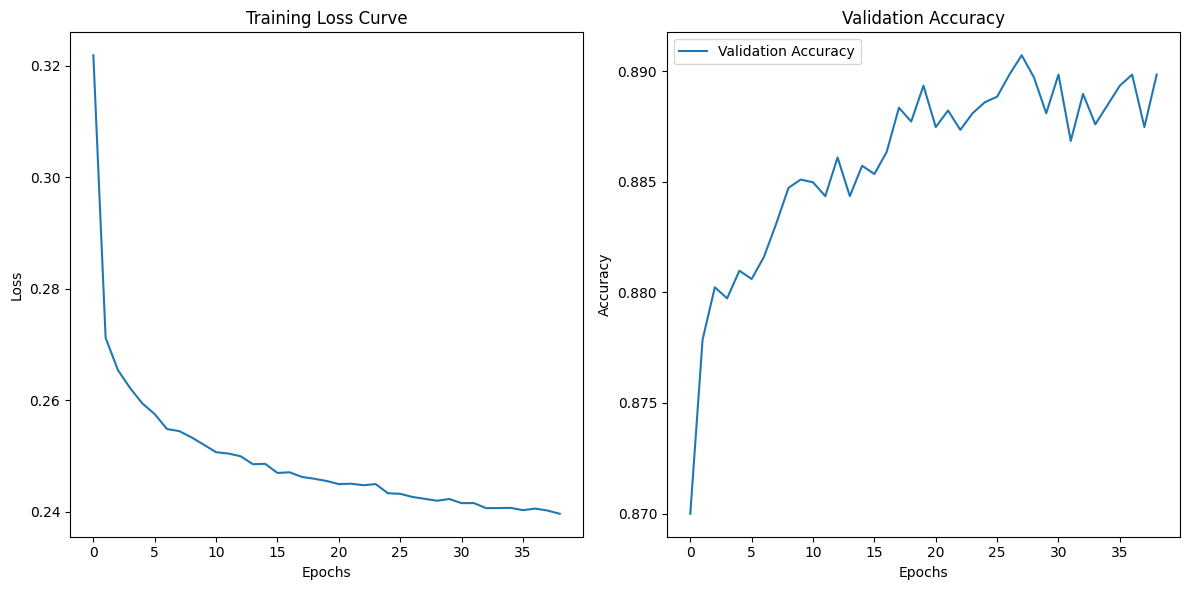 Training Loss Curve
Loss
0.32
0.30
0.28
0.26
0.24
0 5 10 15 20 25 30 35
Epochs
Validation Accuracy
Validation Accuracy
Accuracy
0.890
0.885
0.880
0.875
0.870
0 5 10 15 20 25 30 35
Epochs